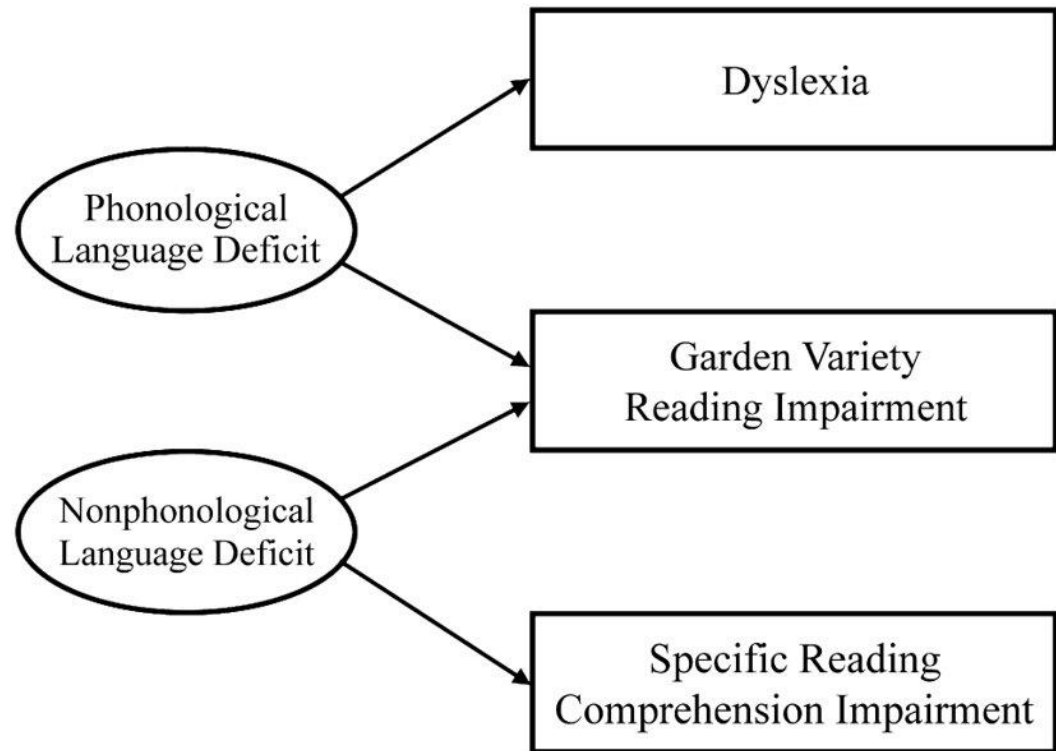 Dyslexia
Phonological
Language Deficit
Garden Variety
Reading Impairment
Nonphonological
Language Deficit
Specific Reading
Comprehension Impairment